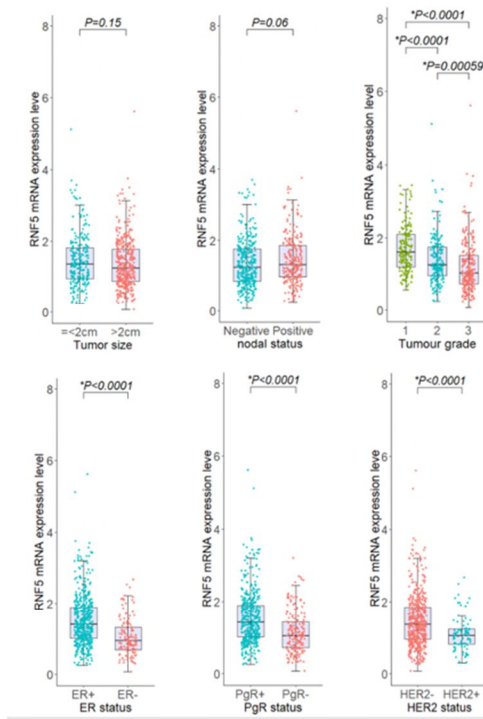 P=0.15
RNF5 mRNA expression level
8
6
4
2
0
=<2cm >2cm
Tumor size
P=0.06
RNF5 mRNA expression level
8
6
4
2
0
Negative Positive
nodal status
*P<0.0001
*P<0.0001
*P=0.00059
RNF5 mRNA expression level
8
6
4
2
0
1 2 3
Tumour grade
*P<0.0001
RNF5 mRNA expression level
8
6
4
2
0
ER+ ER-
ER status
*P<0.0001
RNF5 mRNA expression level
8
6
4
2
0
PgR+ PgR-
PgR status
*P<0.0001
RNF5 mRNA expression level
8
6
4
2
0
HER2- HER2+
HER2 status